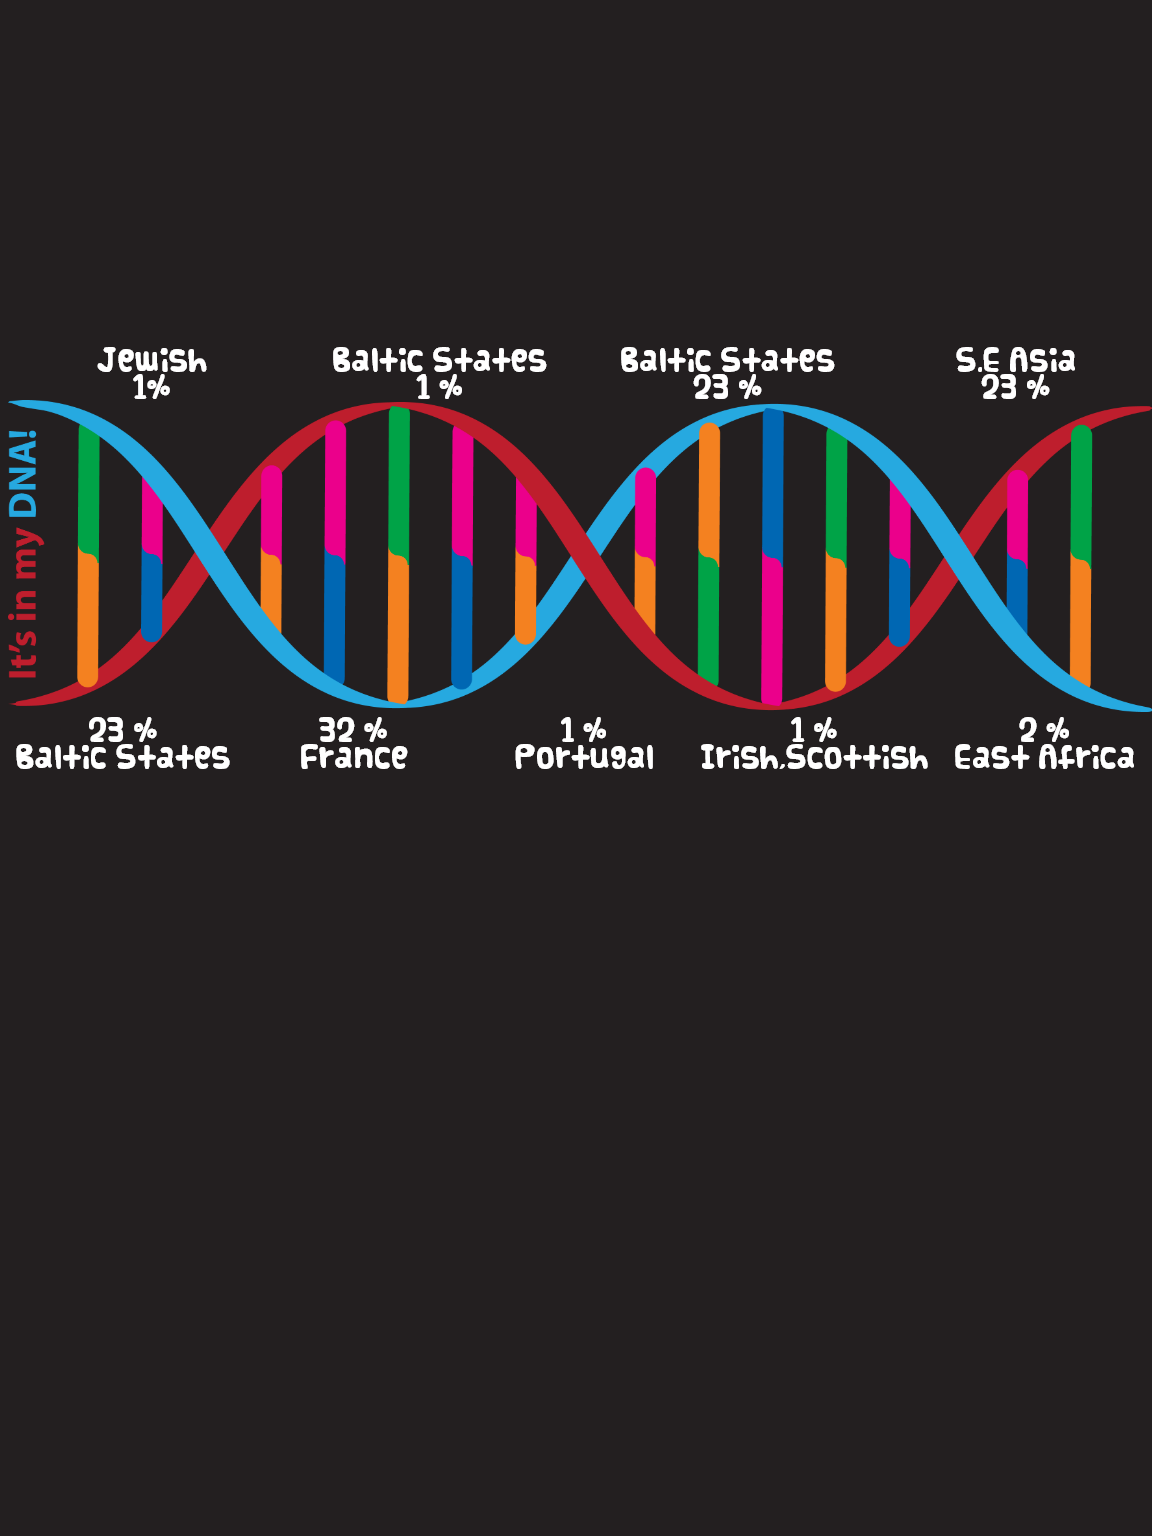 It's in my DNA!
Jewish
1%
Baltic States
1 %
Baltic States
23 %
S.E Asia
23 %
23 %
Baltic States
32 %
France
1 %
Portugal
1 %
Irish,Scottish
2 %
East Africa